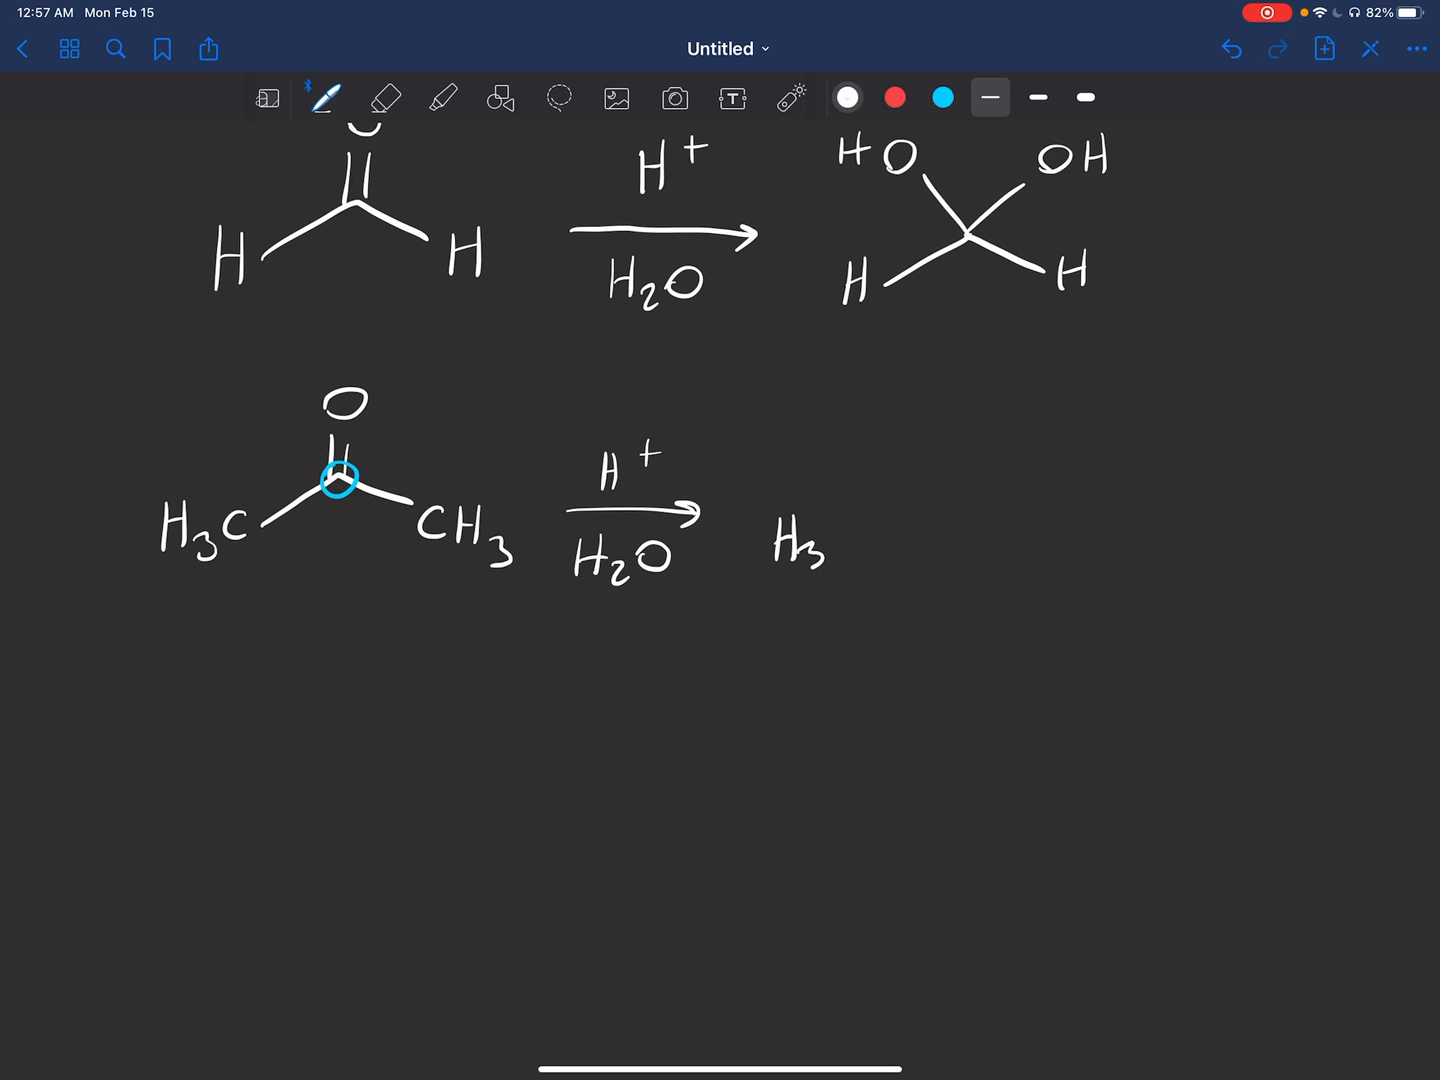 12:57 AM Mon Feb 15 82%
Untitled
T
O
H H
H+
H2O
HO OH
H H
O
H3C CH3
H+
H2O
H3